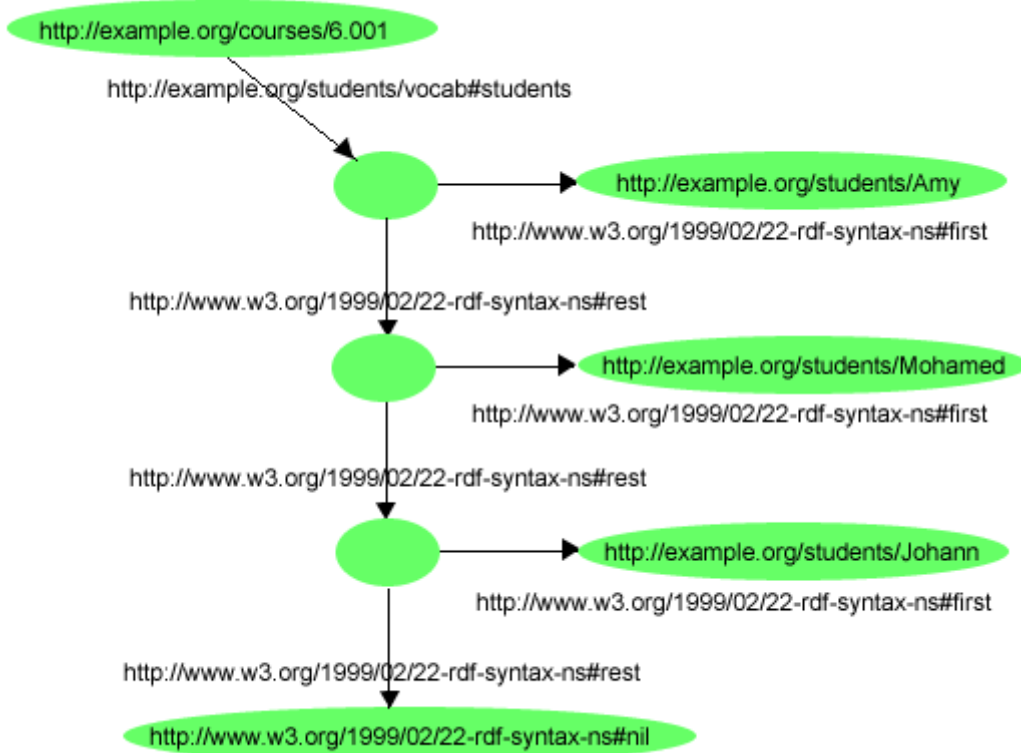 http://example.org/courses/6.001
http://example.org/students/vocab#students
http://example.org/students/Amy
http://www.w3.org/1999/02/22-rdf-syntax-ns#first
http://www.w3.org/1999/02/22-rdf-syntax-ns#rest
http://example.org/students/Mohamed
http://www.w3.org/1999/02/22-rdf-syntax-ns#first
http://www.w3.org/1999/02/22-rdf-syntax-ns#rest
http://example.org/students/Johann
http://www.w3.org/1999/02/22-rdf-syntax-ns#first
http://www.w3.org/1999/02/22-rdf-syntax-ns#rest
http://www.w3.org/1999/02/22-rdf-syntax-ns#nil